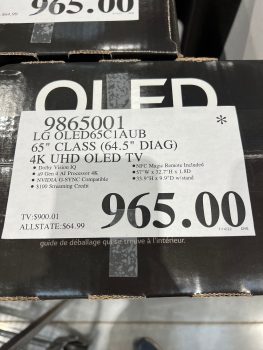 965.00
OLED
9865001
*
LG OLED65C1AUB
65" CLASS (64.5" DIAG)
4K UHD OLED TV
• Dolby Vision IQ
• a9 Gen 4 AI Processor 4K
• NVIDIA G-SYNC Compatible
• $100 Streaming Credit
• NFC Magic Remote Included
• 57"W x 32.7"H x 1.8D
• 33.9"H x 9.9"D w/stand
TV:$900.01
ALLSTATE:$64.99
965.00
guide de déballage qui se trouve à l'intérieur.